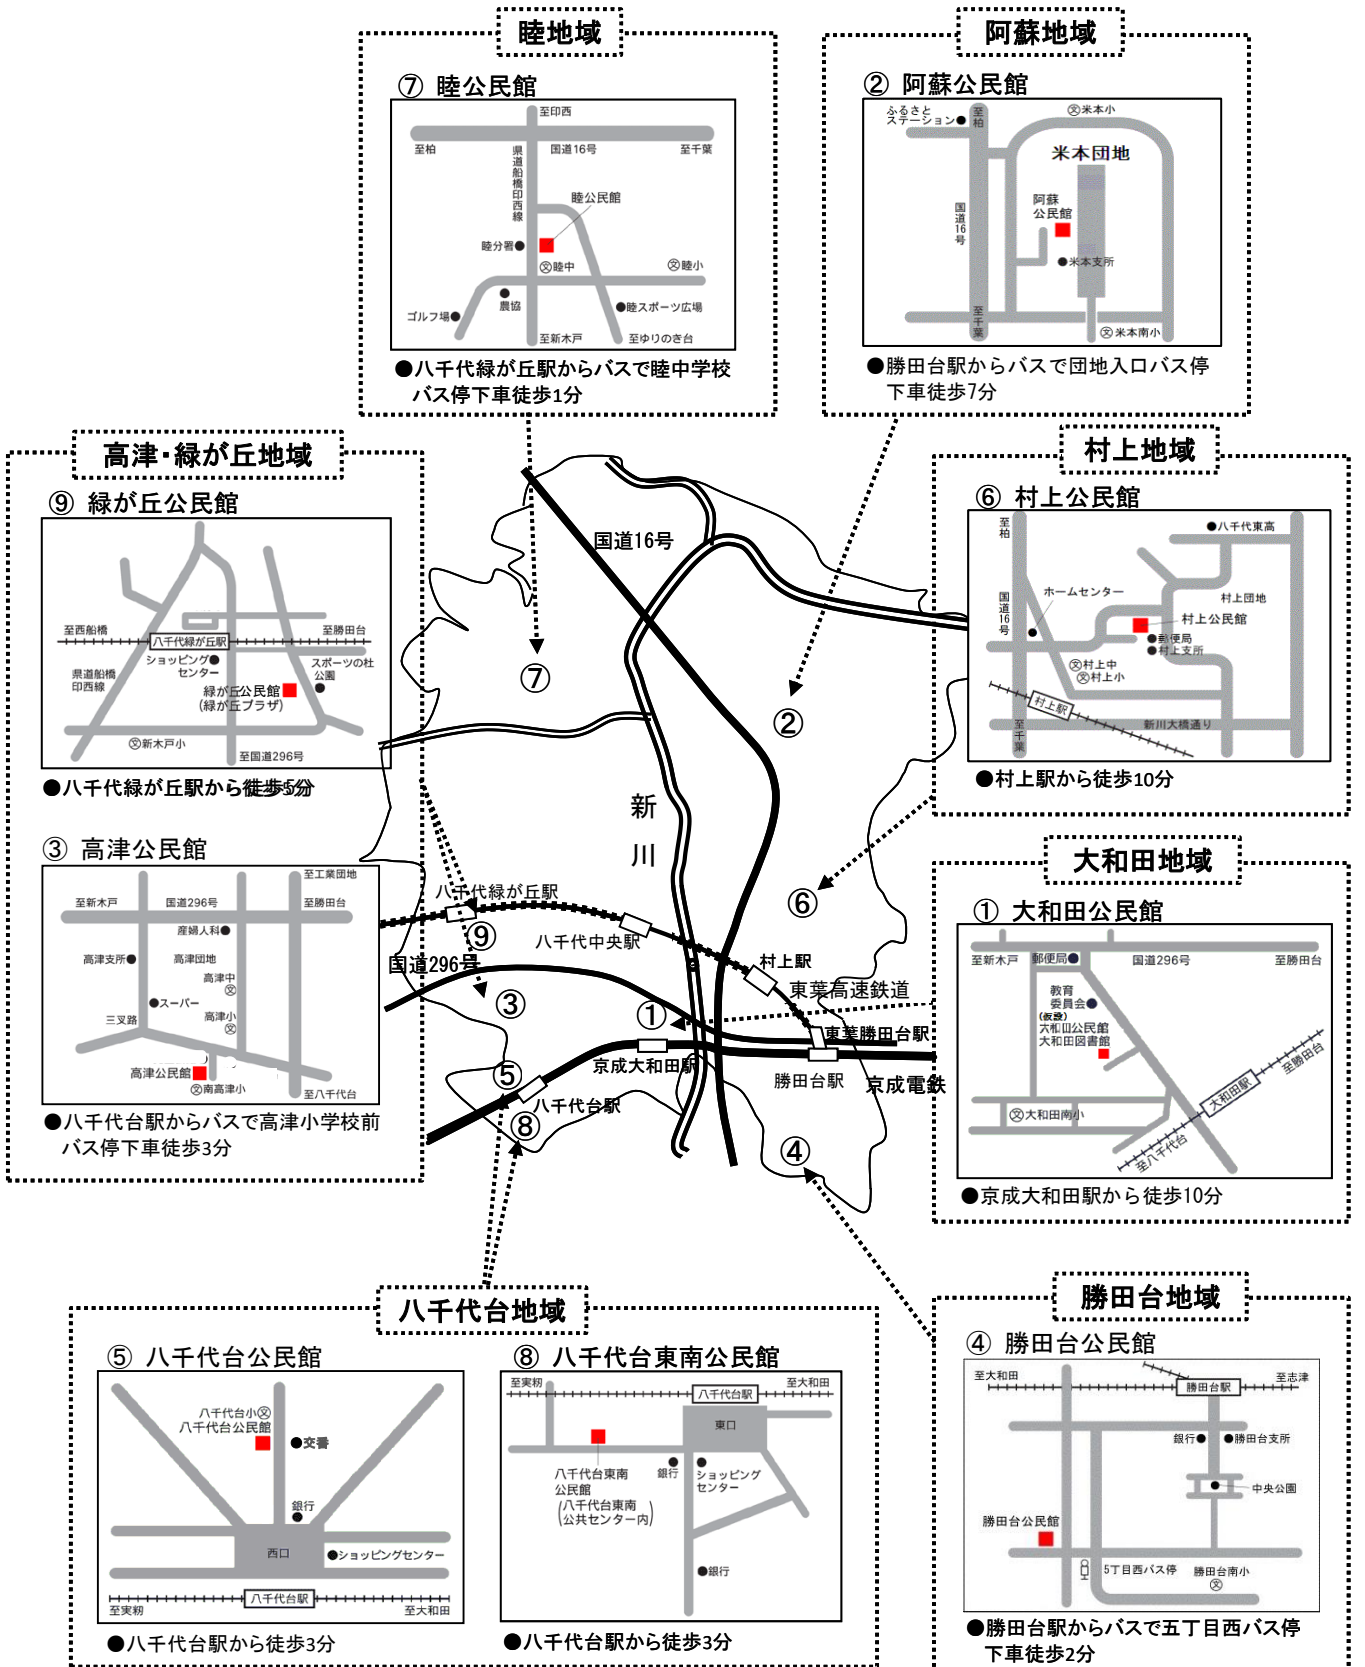 睦地域
⑦ 睦公民館
至印西
至柏
国道16号
至千葉
県道船橋印西線
睦公民館
睦分署●
㊛睦中
㊛睦小
●
農協
ゴルフ場●
●睦スポーツ広場
至新木戸
至ゆりのき台
●八千代緑が丘駅からバスで睦中学校
バス停下車徒歩1分
阿蘇地域
② 阿蘇公民館
ふるさと
ステーション●
至柏
文米本小
米本団地
国道16号
阿蘇
公民館
●米本支所
至千葉
文米本南小
●勝田台駅からバスで団地入口バス停
下車徒歩7分
高津・緑が丘地域
⑨ 緑が丘公民館
至西船橋
八千代緑が丘駅
至勝田台
ショッピング●
センター
県道船橋
印西線
スポーツの杜
公園
緑が丘公民館
(緑が丘プラザ)
文新木戸小
至国道296号
●八千代緑が丘駅から徒歩5分
③ 高津公民館
至工業団地
至新木戸
国道296号
至勝田台
産婦人科●
高津支所●
高津団地
高津中
文
●スーパー
三叉路
高津小
文
高津公民館
文南高津小
至八千代台
●八千代台駅からバスで高津小学校前
バス停下車徒歩3分
村上地域
⑥ 村上公民館
至柏
●八千代東高
国道16号
ホームセンター
村上団地
村上公民館
●郵便局
●村上支所
文村上中
文村上小
村上駅
新川大橋通り
至千葉
●村上駅から徒歩10分
大和田地域
① 大和田公民館
至新木戸
郵便局●
国道296号
至勝田台
教育
委員会●
(仮設)
大和田公民館
大和田図書館
至勝田台
大和田駅
文大和田南小
至八千代台
●京成大和田駅から徒歩10分
国道16号
⑦
②
新
川
⑥
八千代緑が丘駅
⑨
八千代中央駅
国道296号
村上駅
東葉高速鉄道
③
①
東葉勝田台駅
京成大和田駅
勝田台駅
京成電鉄
⑤
八千代台駅
⑧
④
八千代台地域
⑤ 八千代台公民館
八千代台小文
八千代台公民館
●交番
銀行
●
西口
●ショッピングセンター
至実籾
八千代台駅
至大和田
●八千代台駅から徒歩3分
⑧ 八千代台東南公民館
至実籾
八千代台駅
至大和田
東口
八千代台東南
公民館
(八千代台東南
公共センター内)
銀行
ショッピング
センター
●銀行
●八千代台駅から徒歩3分
勝田台地域
④ 勝田台公民館
至大和田
勝田台駅
至志津
銀行●
●勝田台支所
中央公園
勝田台公民館
5丁目西バス停
勝田台南小
文
●勝田台駅からバスで五丁目西バス停
下車徒歩2分